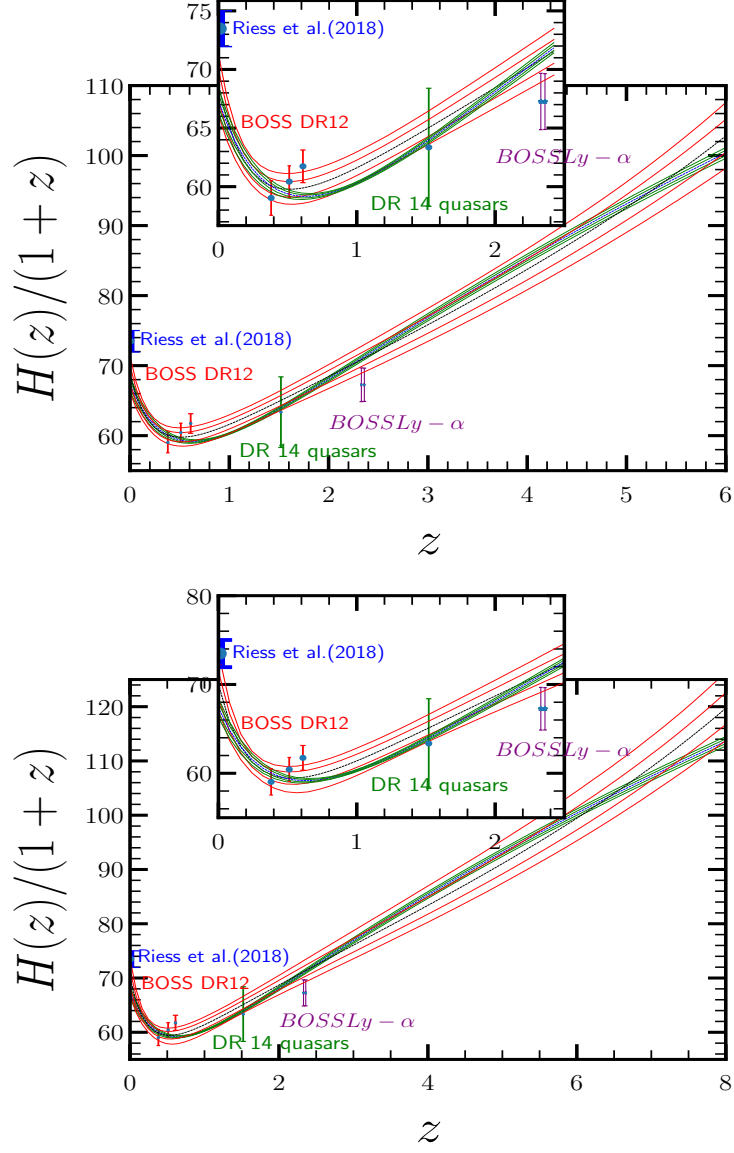 75
70
65
60
0
1
2
Riess et al.(2018)
BOSS DR12
BOSSLy − α
DR 14 quasars
110
100
90
80
70
60
0
1
2
3
4
5
6
Riess et al.(2018)
BOSS DR12
BOSSLy − α
DR 14 quasars
H(z)/(1 + z)
z
80
70
60
0
1
2
Riess et al.(2018)
BOSS DR12
BOSSLy − α
DR 14 quasars
120
110
100
90
80
70
60
0
2
4
6
8
Riess et al.(2018)
BOSS DR12
BOSSLy − α
DR 14 quasars
H(z)/(1 + z)
z